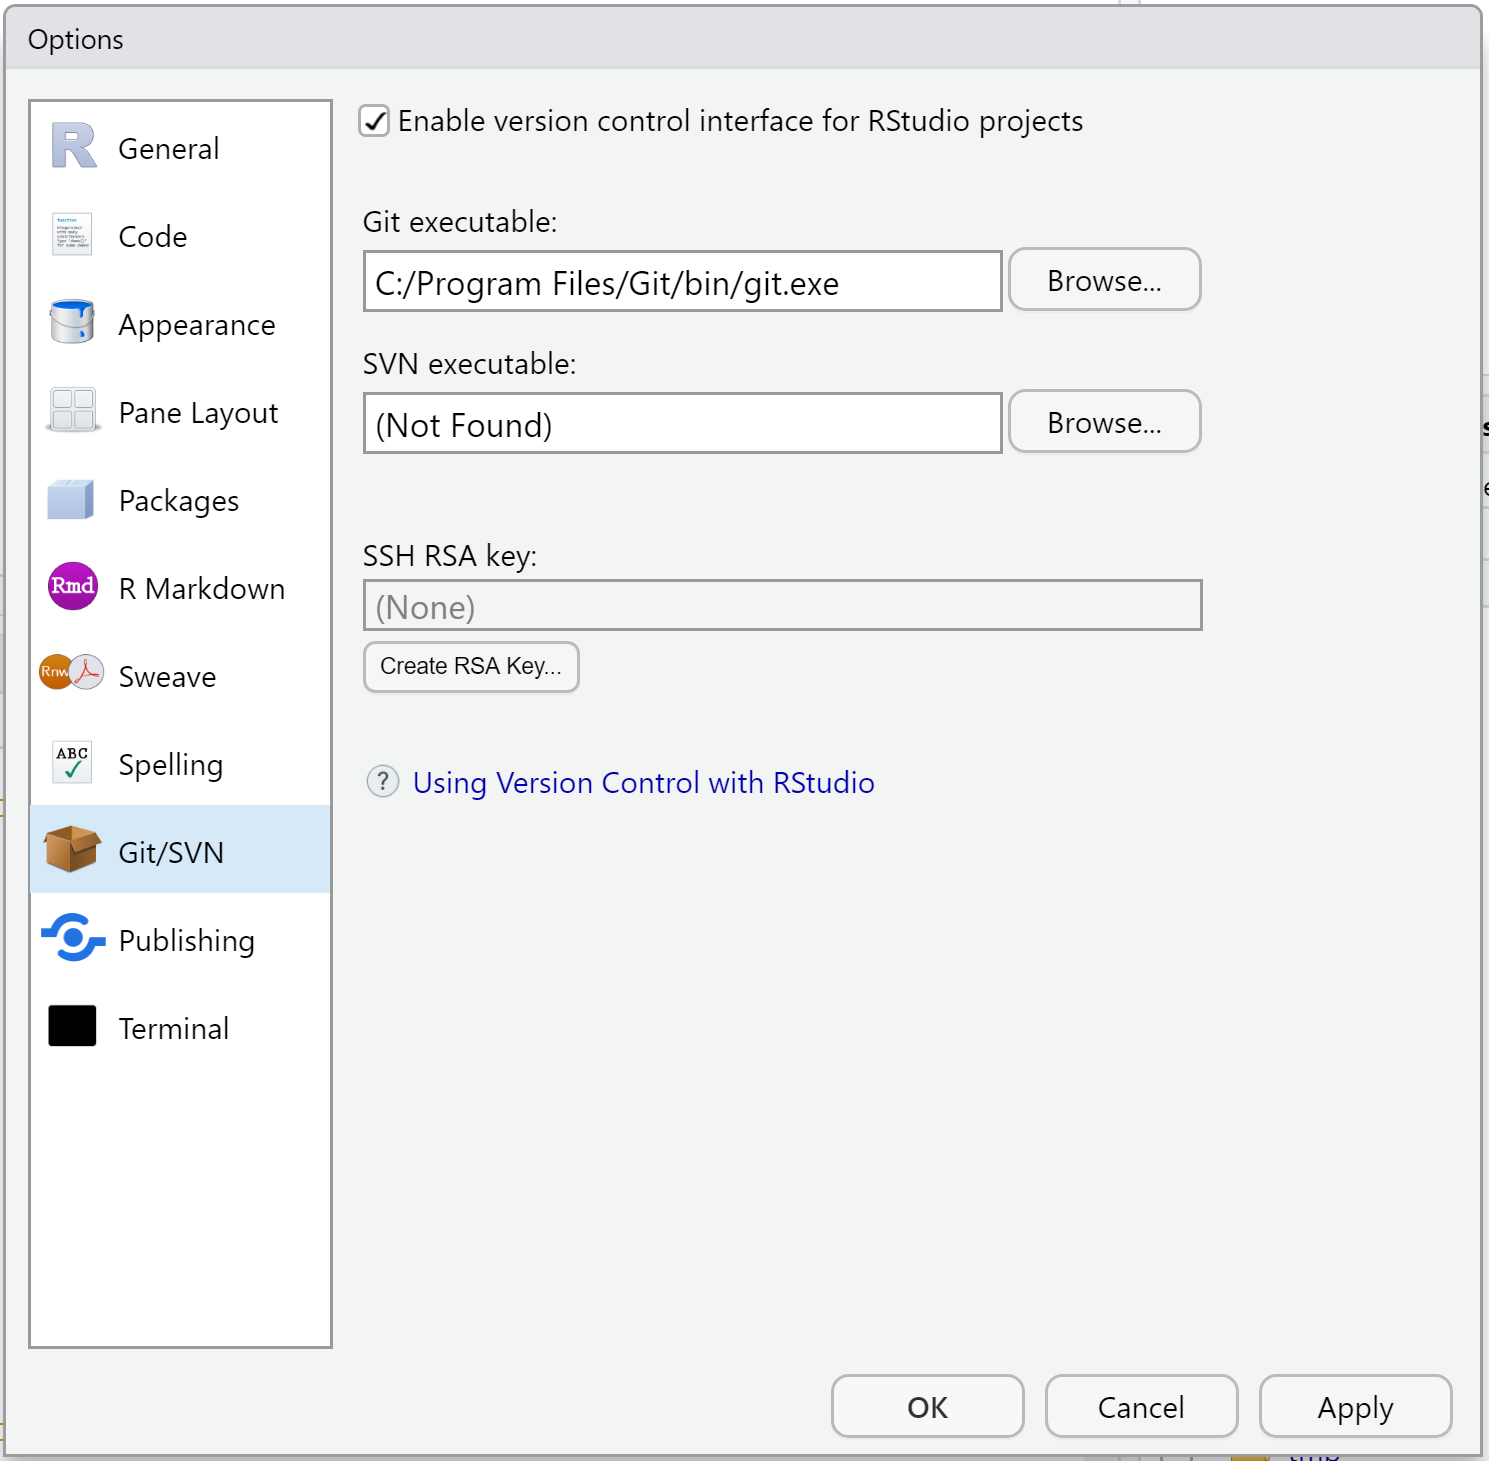 Options
R General
Code
Appearance
Pane Layout
Packages
Rmd R Markdown
Rnw Sweave
ABC Spelling
Git/SVN
Publishing
Terminal
Enable version control interface for RStudio projects
Git executable:
C:/Program Files/Git/bin/git.exe Browse...
SVN executable:
(Not Found) Browse...
SSH RSA key:
(None)
Create RSA Key...
? Using Version Control with RStudio
OK Cancel Apply